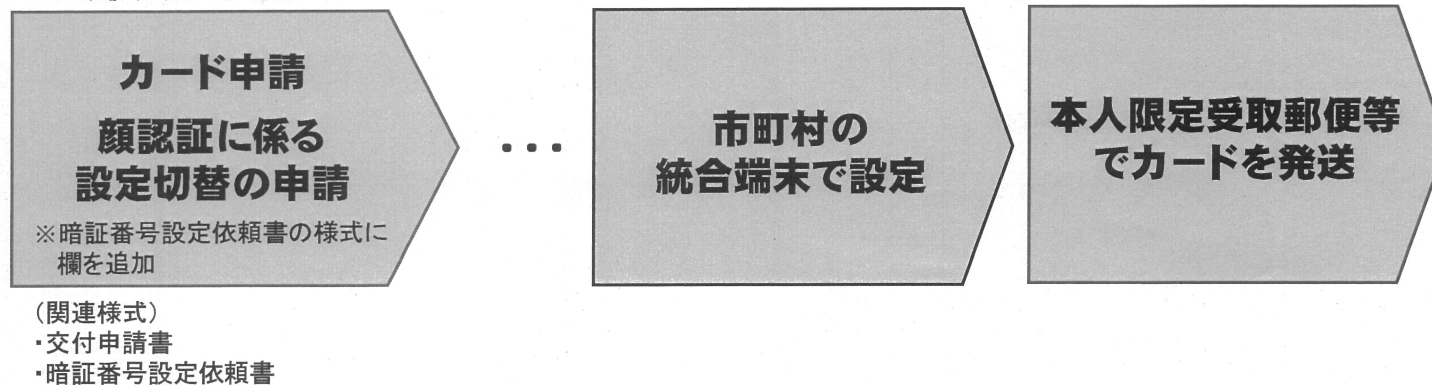 カード申請
顔認証に係る
設定切替の申請
※暗証番号設定依頼書の様式に
欄を追加
・・・
市町村の
統合端末で設定
本人限定受取郵便等
でカードを発送
(関連様式)
・交付申請書
・暗証番号設定依頼書